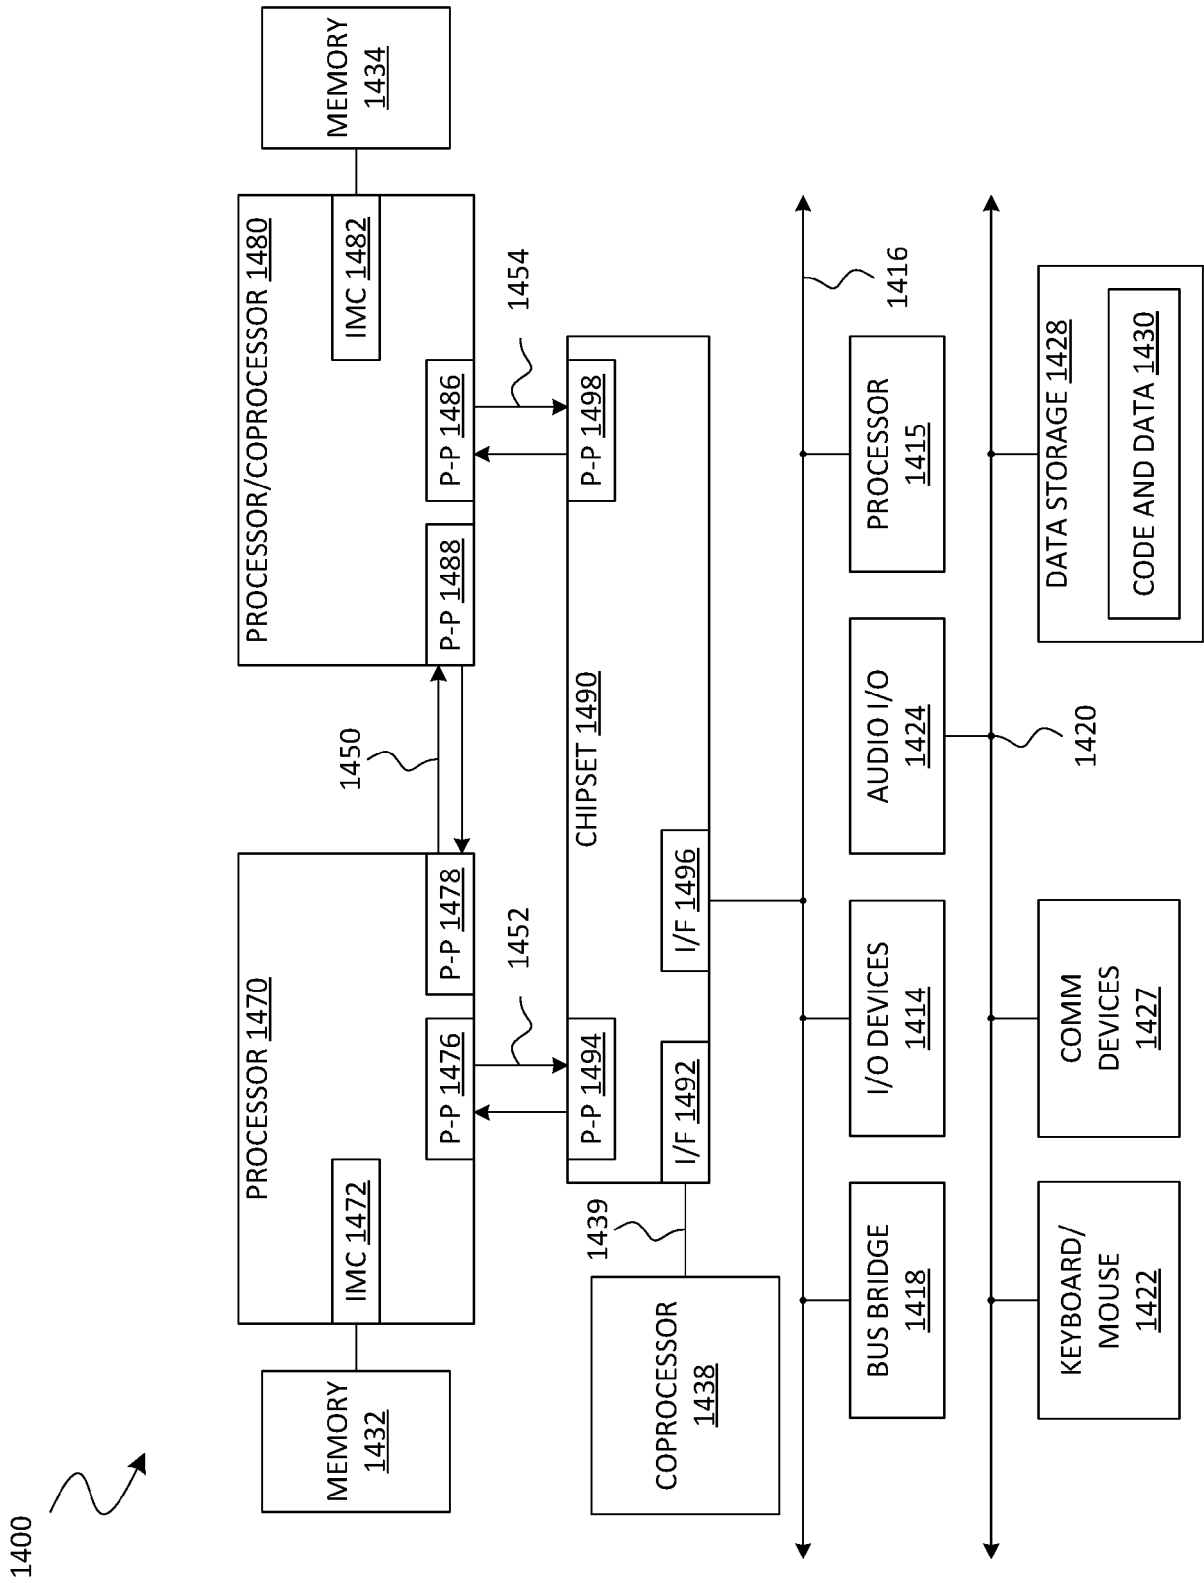 1400
MEMORY
1432
PROCESSOR 1470
IMC 1472
P-P 1476
P-P 1478
1450
PROCESSOR/COPROCESSOR 1480
IMC 1482
P-P 1488
P-P 1486
MEMORY
1434
1452
1454
CHIPSET 1490
P-P 1494
P-P 1498
I/F 1492
I/F 1496
1439
COPROCESSOR
1438
1416
BUS BRIDGE
1418
I/O DEVICES
1414
AUDIO I/O
1424
PROCESSOR
1415
1420
KEYBOARD/
MOUSE
1422
COMM
DEVICES
1427
DATA STORAGE 1428
CODE AND DATA 1430